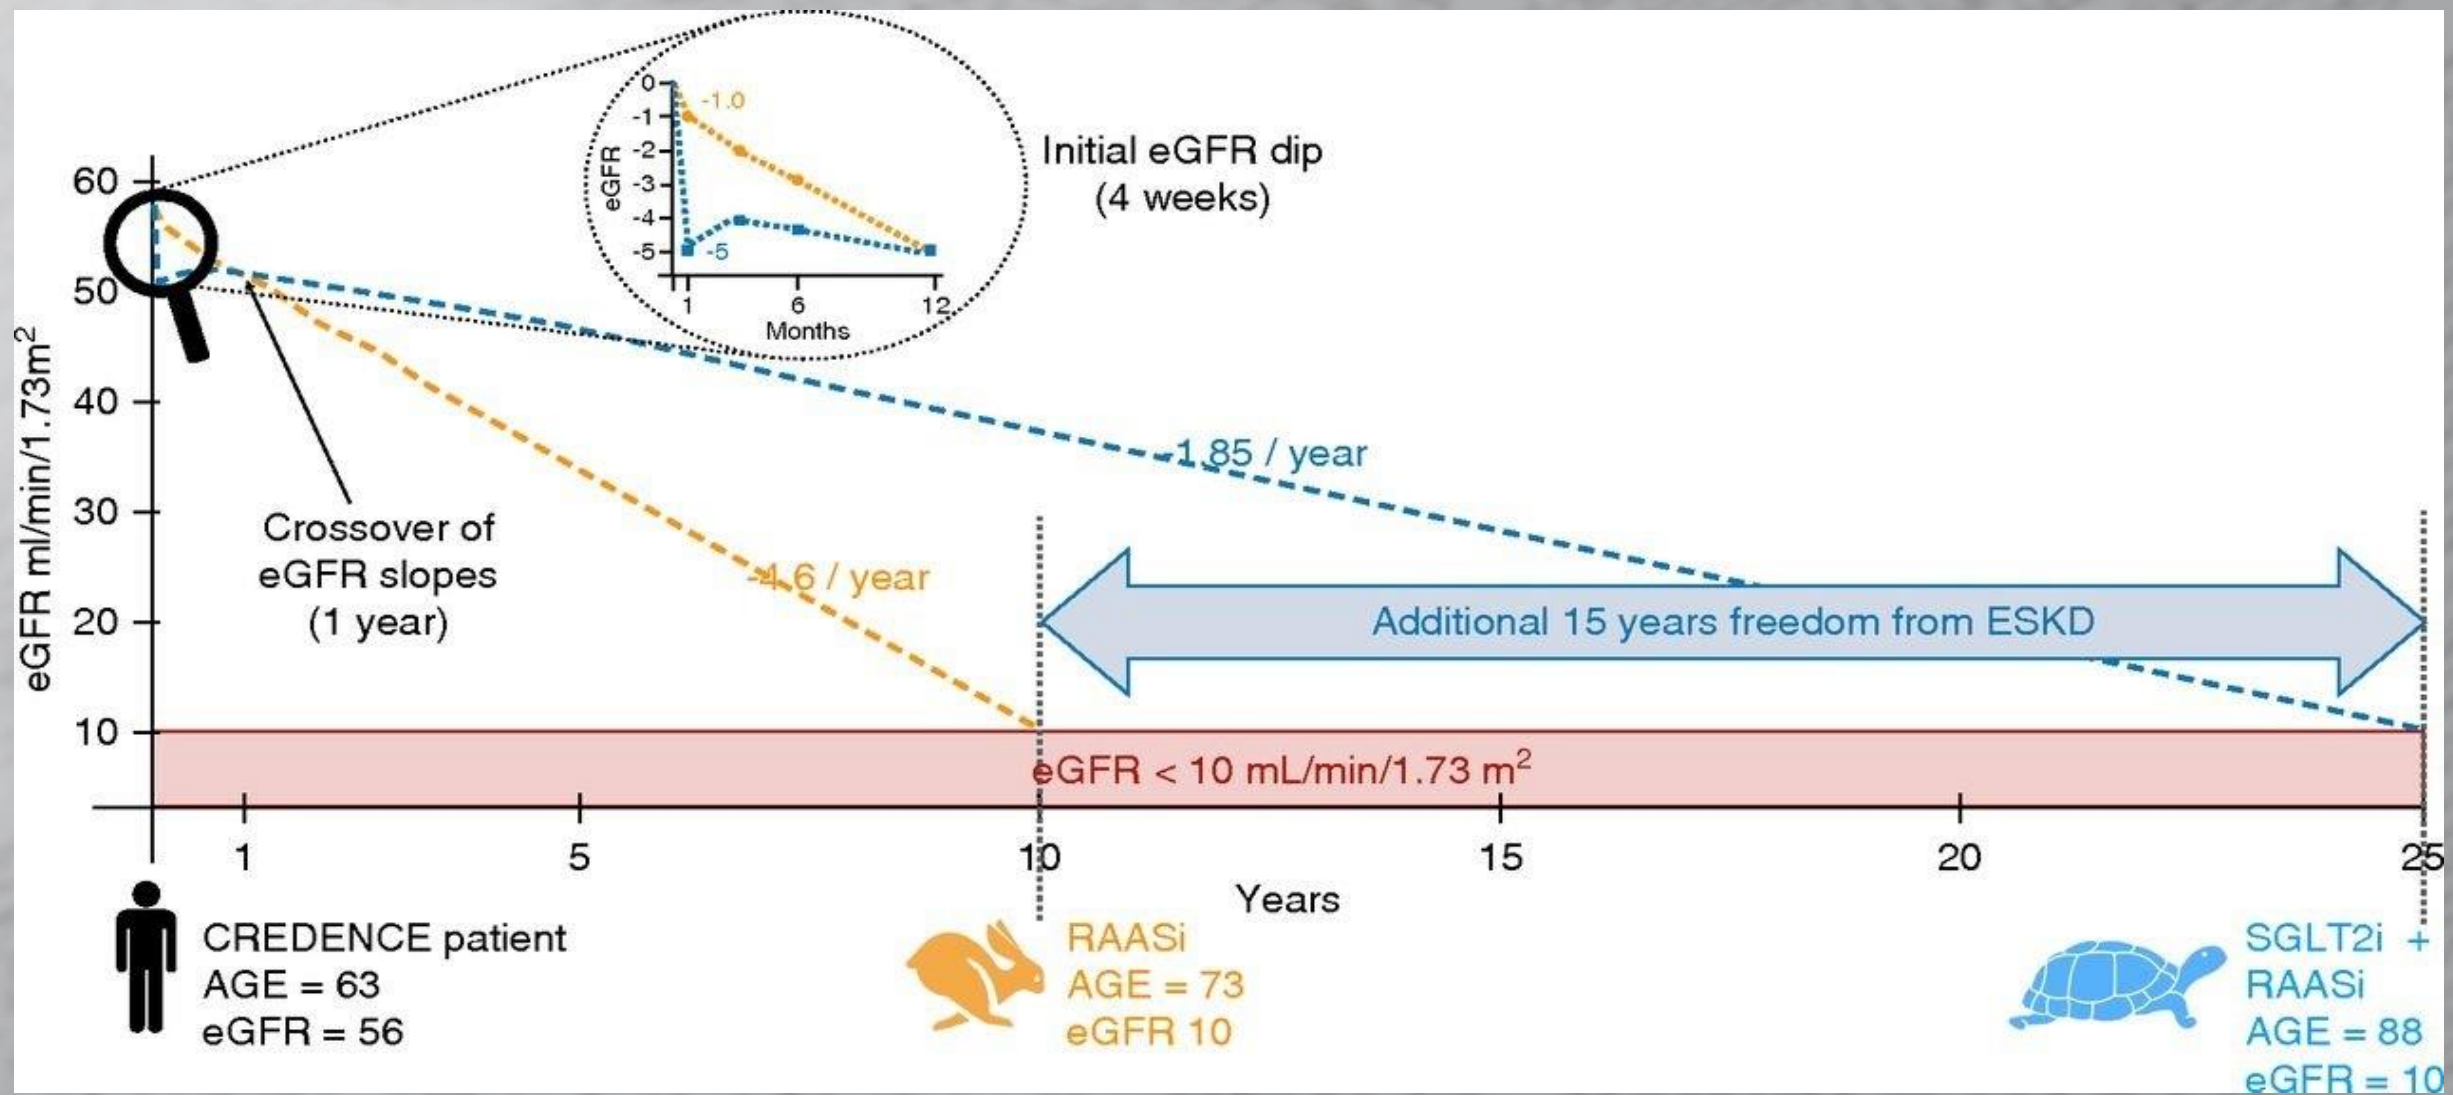 0
-1.0
-1
-2
-3
-4
-5
-5
eGFR
1
6
12
Months
Initial eGFR dip
(4 weeks)
60
50
40
30
20
10
eGFR ml/min/1.73m²
Crossover of
eGFR slopes
(1 year)
-1.85 / year
-4.6 / year
Additional 15 years freedom from ESKD
eGFR < 10 mL/min/1.73 m²
1
5
10
15
20
25
Years
CREDENCE patient
AGE = 63
eGFR = 56
RAASi
AGE = 73
eGFR 10
SGLT2i +
RAASi
AGE = 88
eGFR = 10